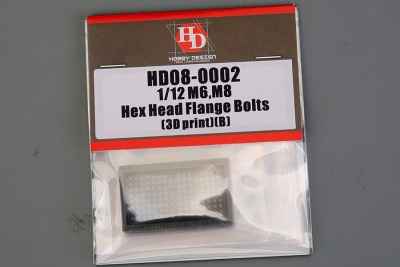 HD
HOBBY DESIGN
HD08-0002
1/12 M6,M8
Hex Head Flange Bolts
(3D print)(B)